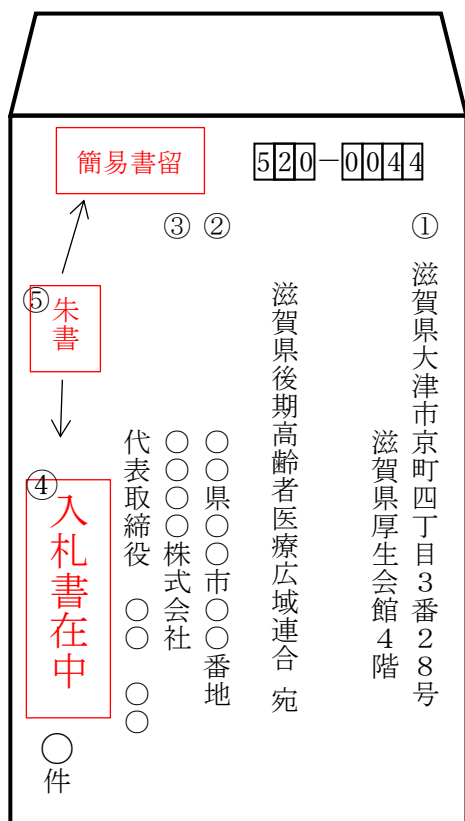 簡易書留
520-0044
① 滋賀県大津市京町四丁目3番28号
滋賀県厚生会館4階
滋賀県後期高齢者医療広域連合 宛
② ○○県○○市○○番地
③ ○○○○株式会社
代表取締役 ○○ ○○
⑤ 朱書
④ 入札書在中
○件